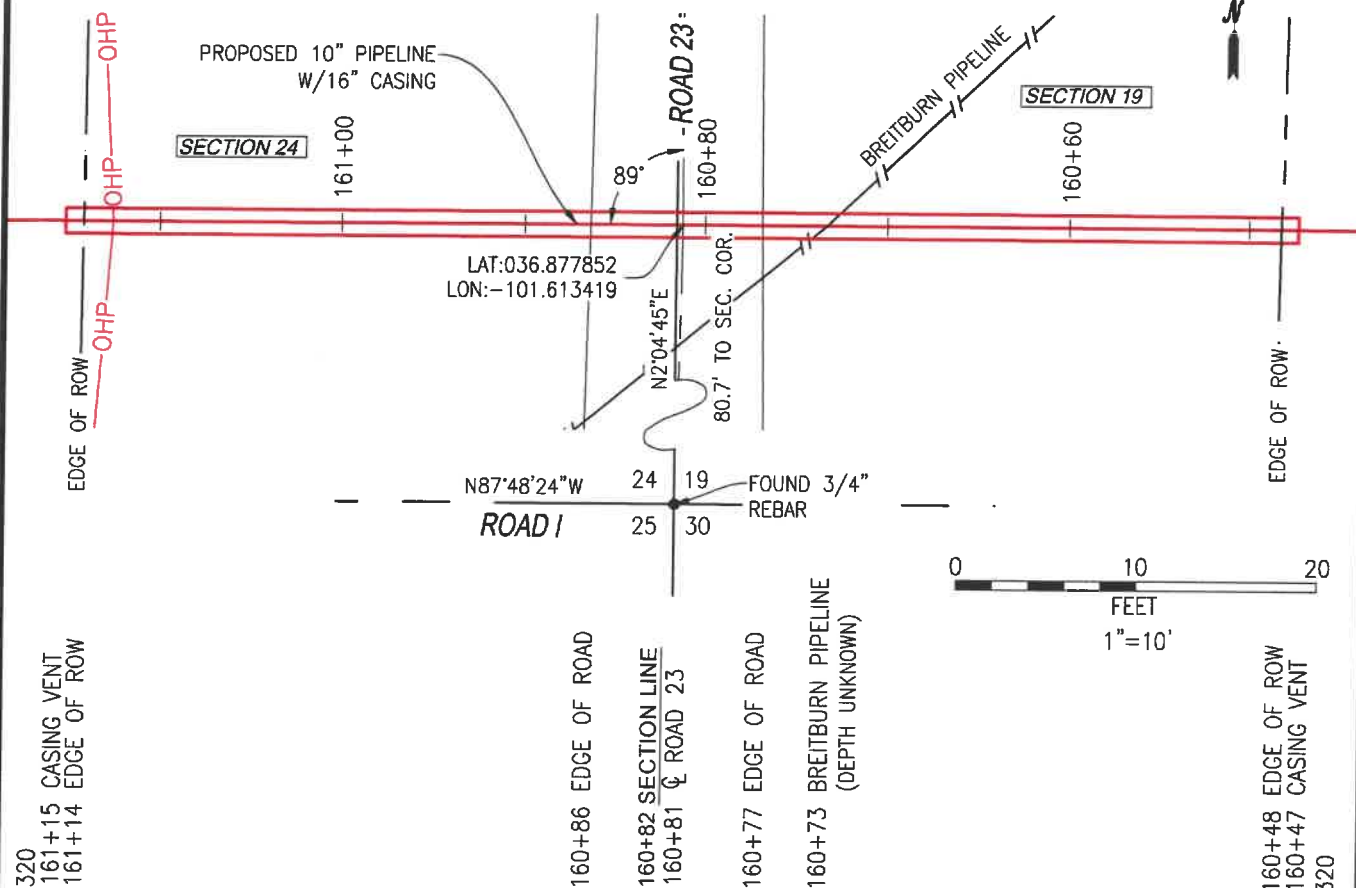 N
OHP
OHP
OHP
PROPOSED 10" PIPELINE
W/16" CASING
SECTION 24
161+00
ROAD 23
160+80
89°
BREITBURN PIPELINE
SECTION 19
160+60
LAT:036.877852
LON:-101.613419
N2°04'45"E
80.7' TO SEC. COR.
EDGE OF ROW
EDGE OF ROW
N87°48'24"W
ROAD I
24 19
25 30
FOUND 3/4"
REBAR
0 10 20
FEET
1"=10'
320
161+15 CASING VENT
161+14 EDGE OF ROW
160+86 EDGE OF ROAD
160+82 SECTION LINE
160+81 ℄ ROAD 23
160+77 EDGE OF ROAD
160+73 BREITBURN PIPELINE
(DEPTH UNKNOWN)
160+48 EDGE OF ROW
160+47 CASING VENT
320